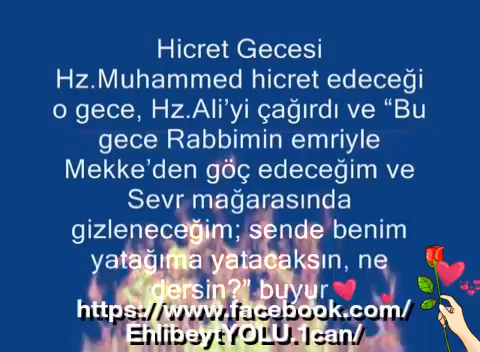 Hicret Gecesi
Hz.Muhammed hicret edeceği
o gece, Hz.Ali’yi çağırdı ve “Bu
gece Rabbimin emriyle
Mekke’den göç edeceğim ve
Sevr mağarasında
gizleneceğim; sende benim
yatağıma yatacaksın, ne
dersin?” buyur
https://www.facebook.com/
EhlibeytYOLU.1can/